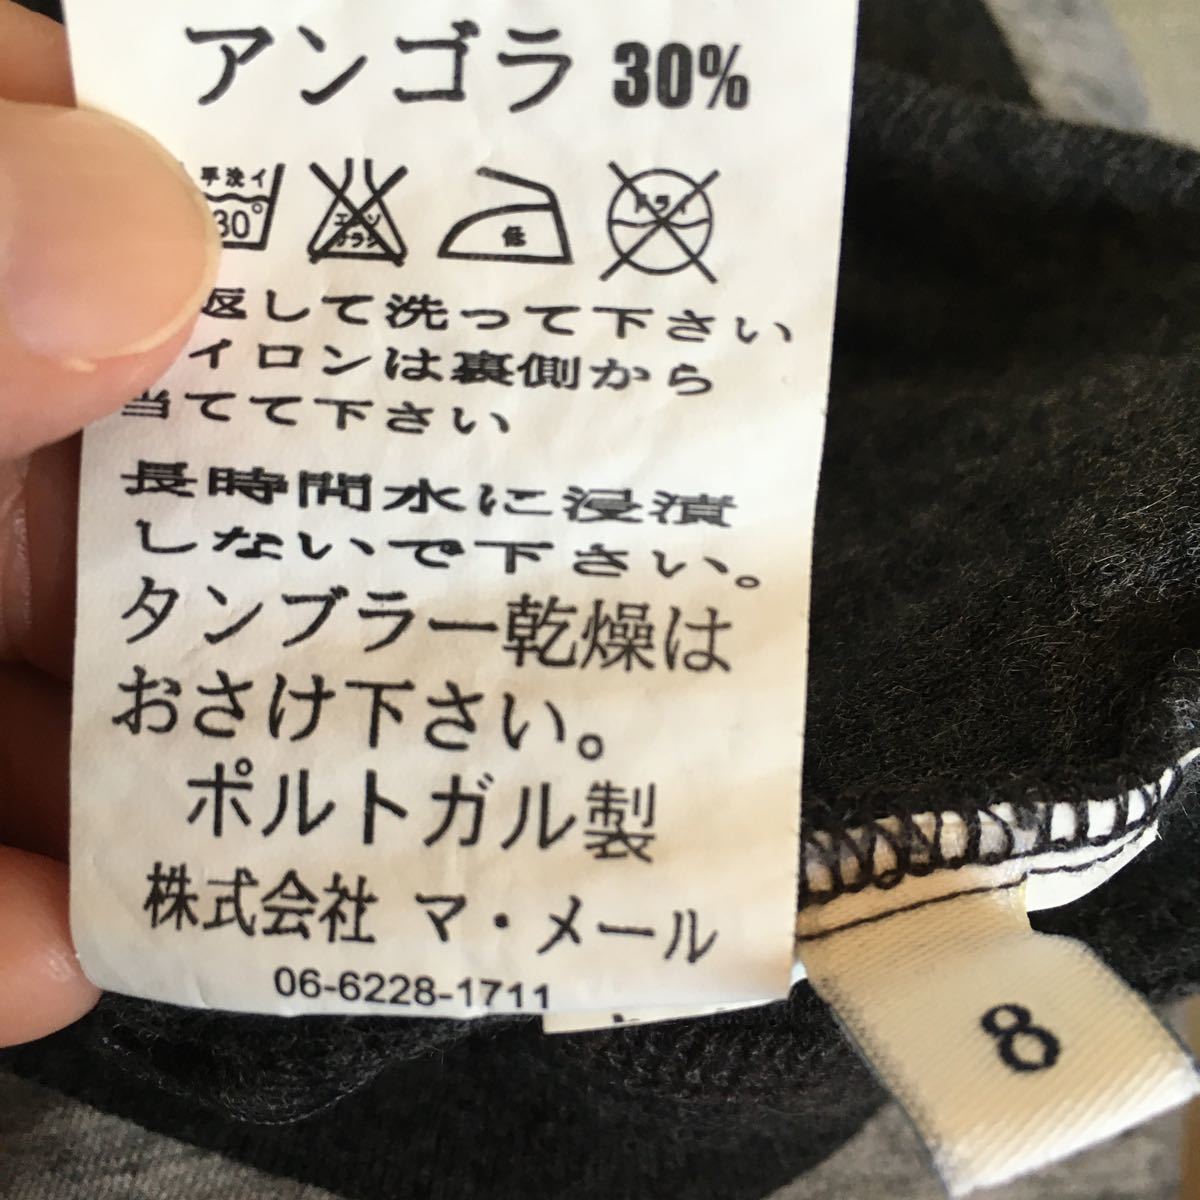 アンゴラ 30%
手洗イ
30°
エンソ
サラシ
低
ドライ
返して洗って下さい
イロンは裏側から
当てて下さい
長時間水に浸漬
しないで下さい。
タンブラー乾燥は
おさけ下さい。
ポルトガル製
株式会社 マ・メール
06-6228-1711
8